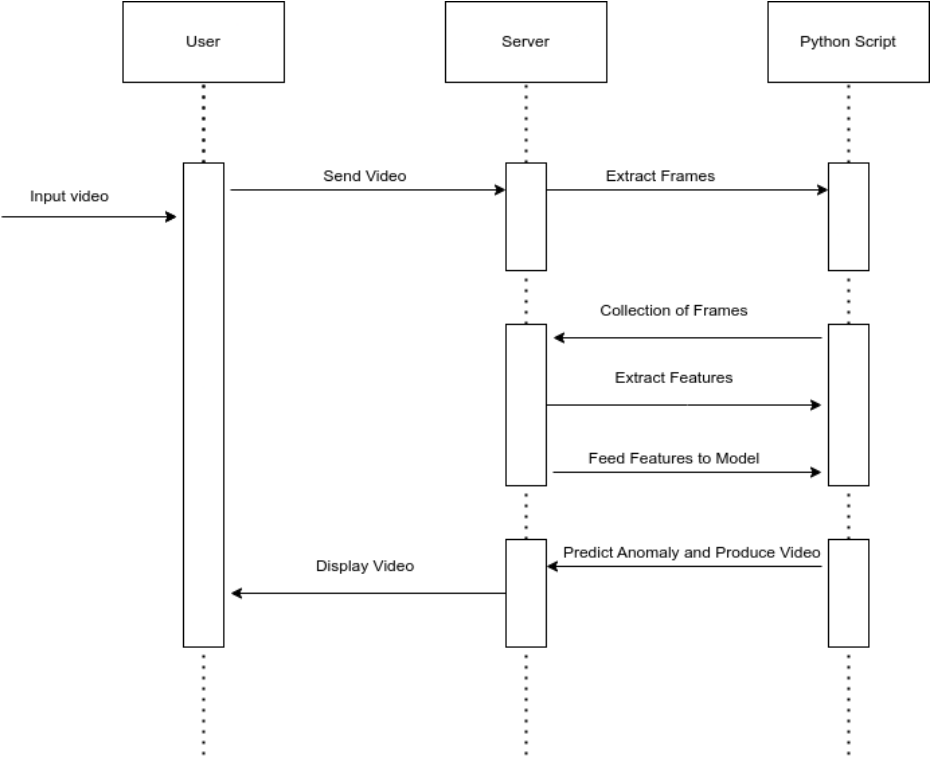 User
Server
Python Script
Send Video
Extract Frames
Input video
Collection of Frames
Extract Features
Feed Features to Model
Predict Anomaly and Produce Video
Display Video